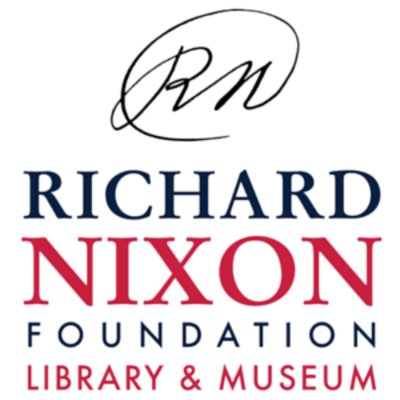 RN
RICHARD
NIXON
FOUNDATION
LIBRARY & MUSEUM